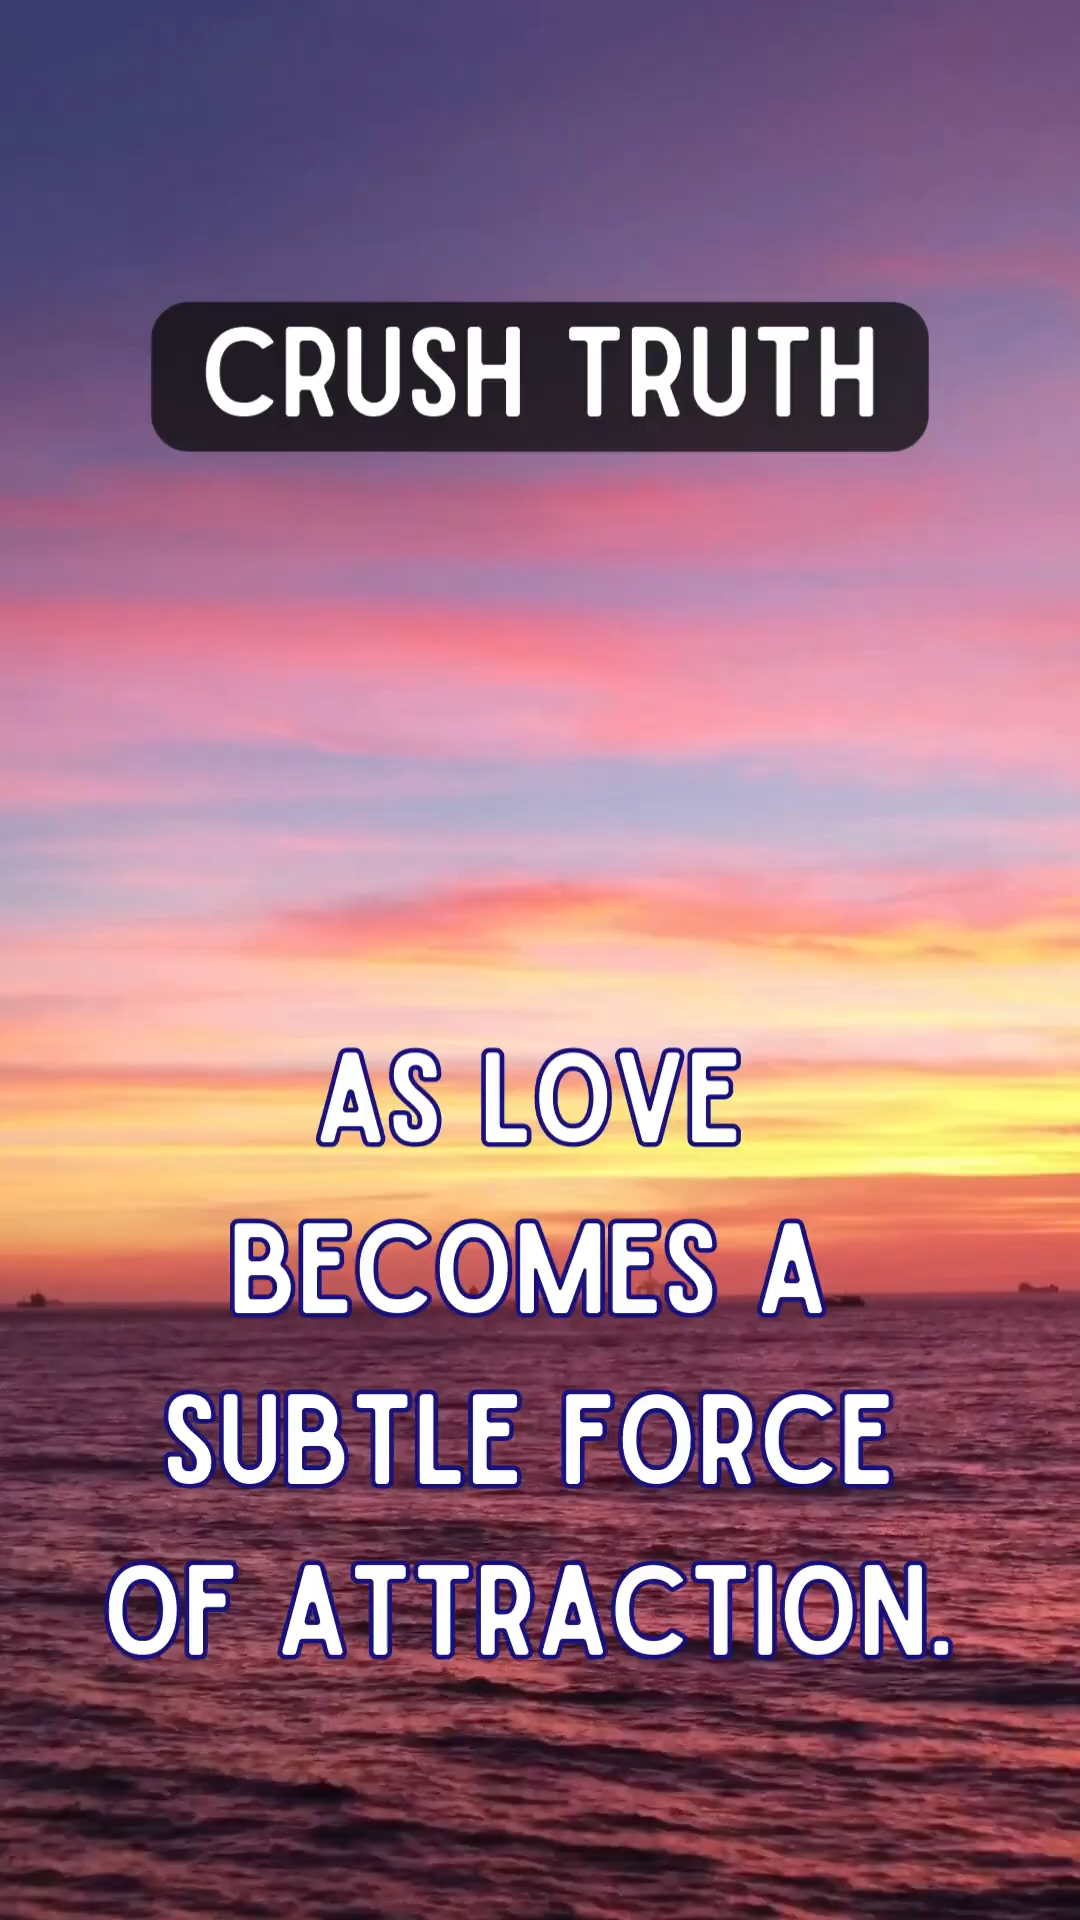 CRUSH TRUTH
AS LOVE
BECOMES A
SUBTLE FORCE
OF ATTRACTION.